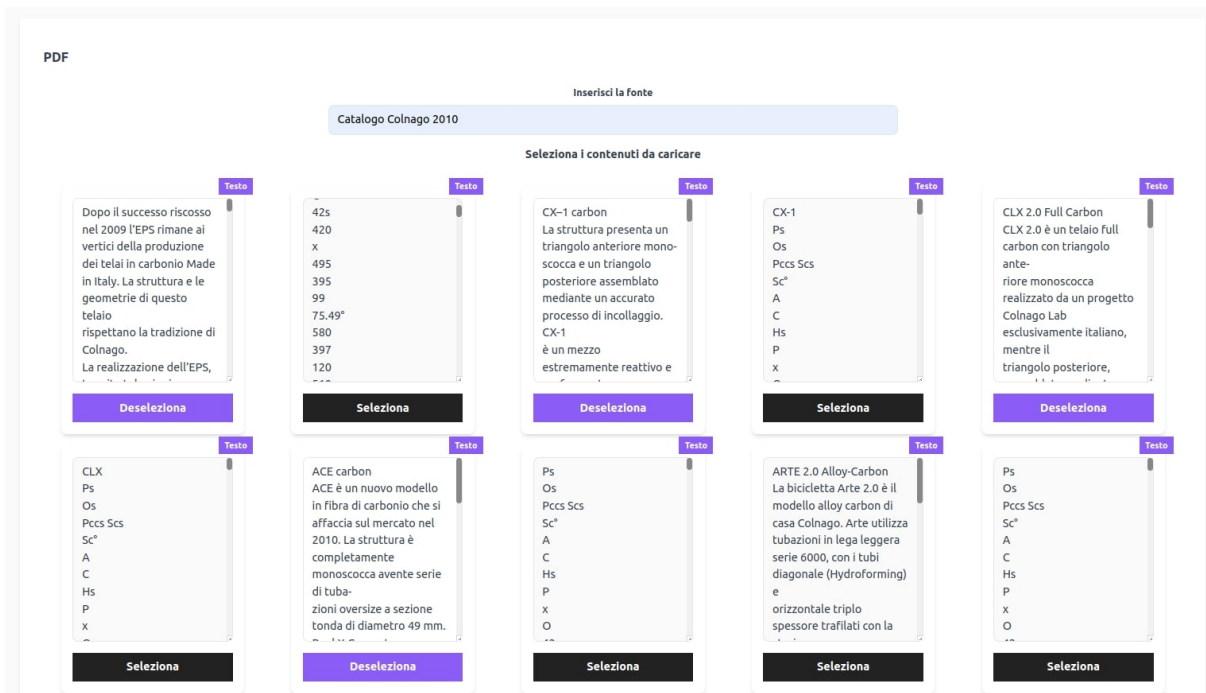 PDF
Inserisci la fonte
Catalogo Colnago 2010
Seleziona i contenuti da caricare
Testo
Dopo il successo riscosso
nel 2009 l'EPS rimane ai
vertici della produzione
dei telai in carbonio Made
in Italy. La struttura e le
geometrie di questo
telaio
rispettano la tradizione di
Colnago.
La realizzazione dell'EPS,
Deseleziona
Testo
42s
420
x
495
395
99
75.49°
580
397
120
Seleziona
Testo
CX–1 carbon
La struttura presenta un
triangolo anteriore mono-
scocca e un triangolo
posteriore assemblato
mediante un accurato
processo di incollaggio.
CX-1
è un mezzo
estremamente reattivo e
Deseleziona
Testo
CX-1
Ps
Os
Pccs Scs
Sc°
A
C
Hs
P
x
Seleziona
Testo
CLX 2.0 Full Carbon
CLX 2.0 è un telaio full
carbon con triangolo
ante-
riore monoscocca
realizzato da un progetto
Colnago Lab
esclusivamente italiano,
mentre il
triangolo posteriore,
Deseleziona
Testo
CLX
Ps
Os
Pccs Scs
Sc°
A
C
Hs
P
x
Seleziona
Testo
ACE carbon
ACE è un nuovo modello
in fibra di carbonio che si
affaccia sul mercato nel
2010. La struttura è
completamente
monoscocca avente serie
di tuba-
zioni oversize a sezione
tonda di diametro 49 mm.
Deseleziona
Testo
Ps
Os
Pccs Scs
Sc°
A
C
Hs
P
x
O
Seleziona
Testo
ARTE 2.0 Alloy-Carbon
La bicicletta Arte 2.0 è il
modello alloy carbon di
casa Colnago. Arte utilizza
tubazioni in lega leggera
serie 6000, con i tubi
diagonale (Hydroforming)
e
orizzontale triplo
spessore trafilati con la
Seleziona
Testo
Ps
Os
Pccs Scs
Sc°
A
C
Hs
P
x
O
Seleziona